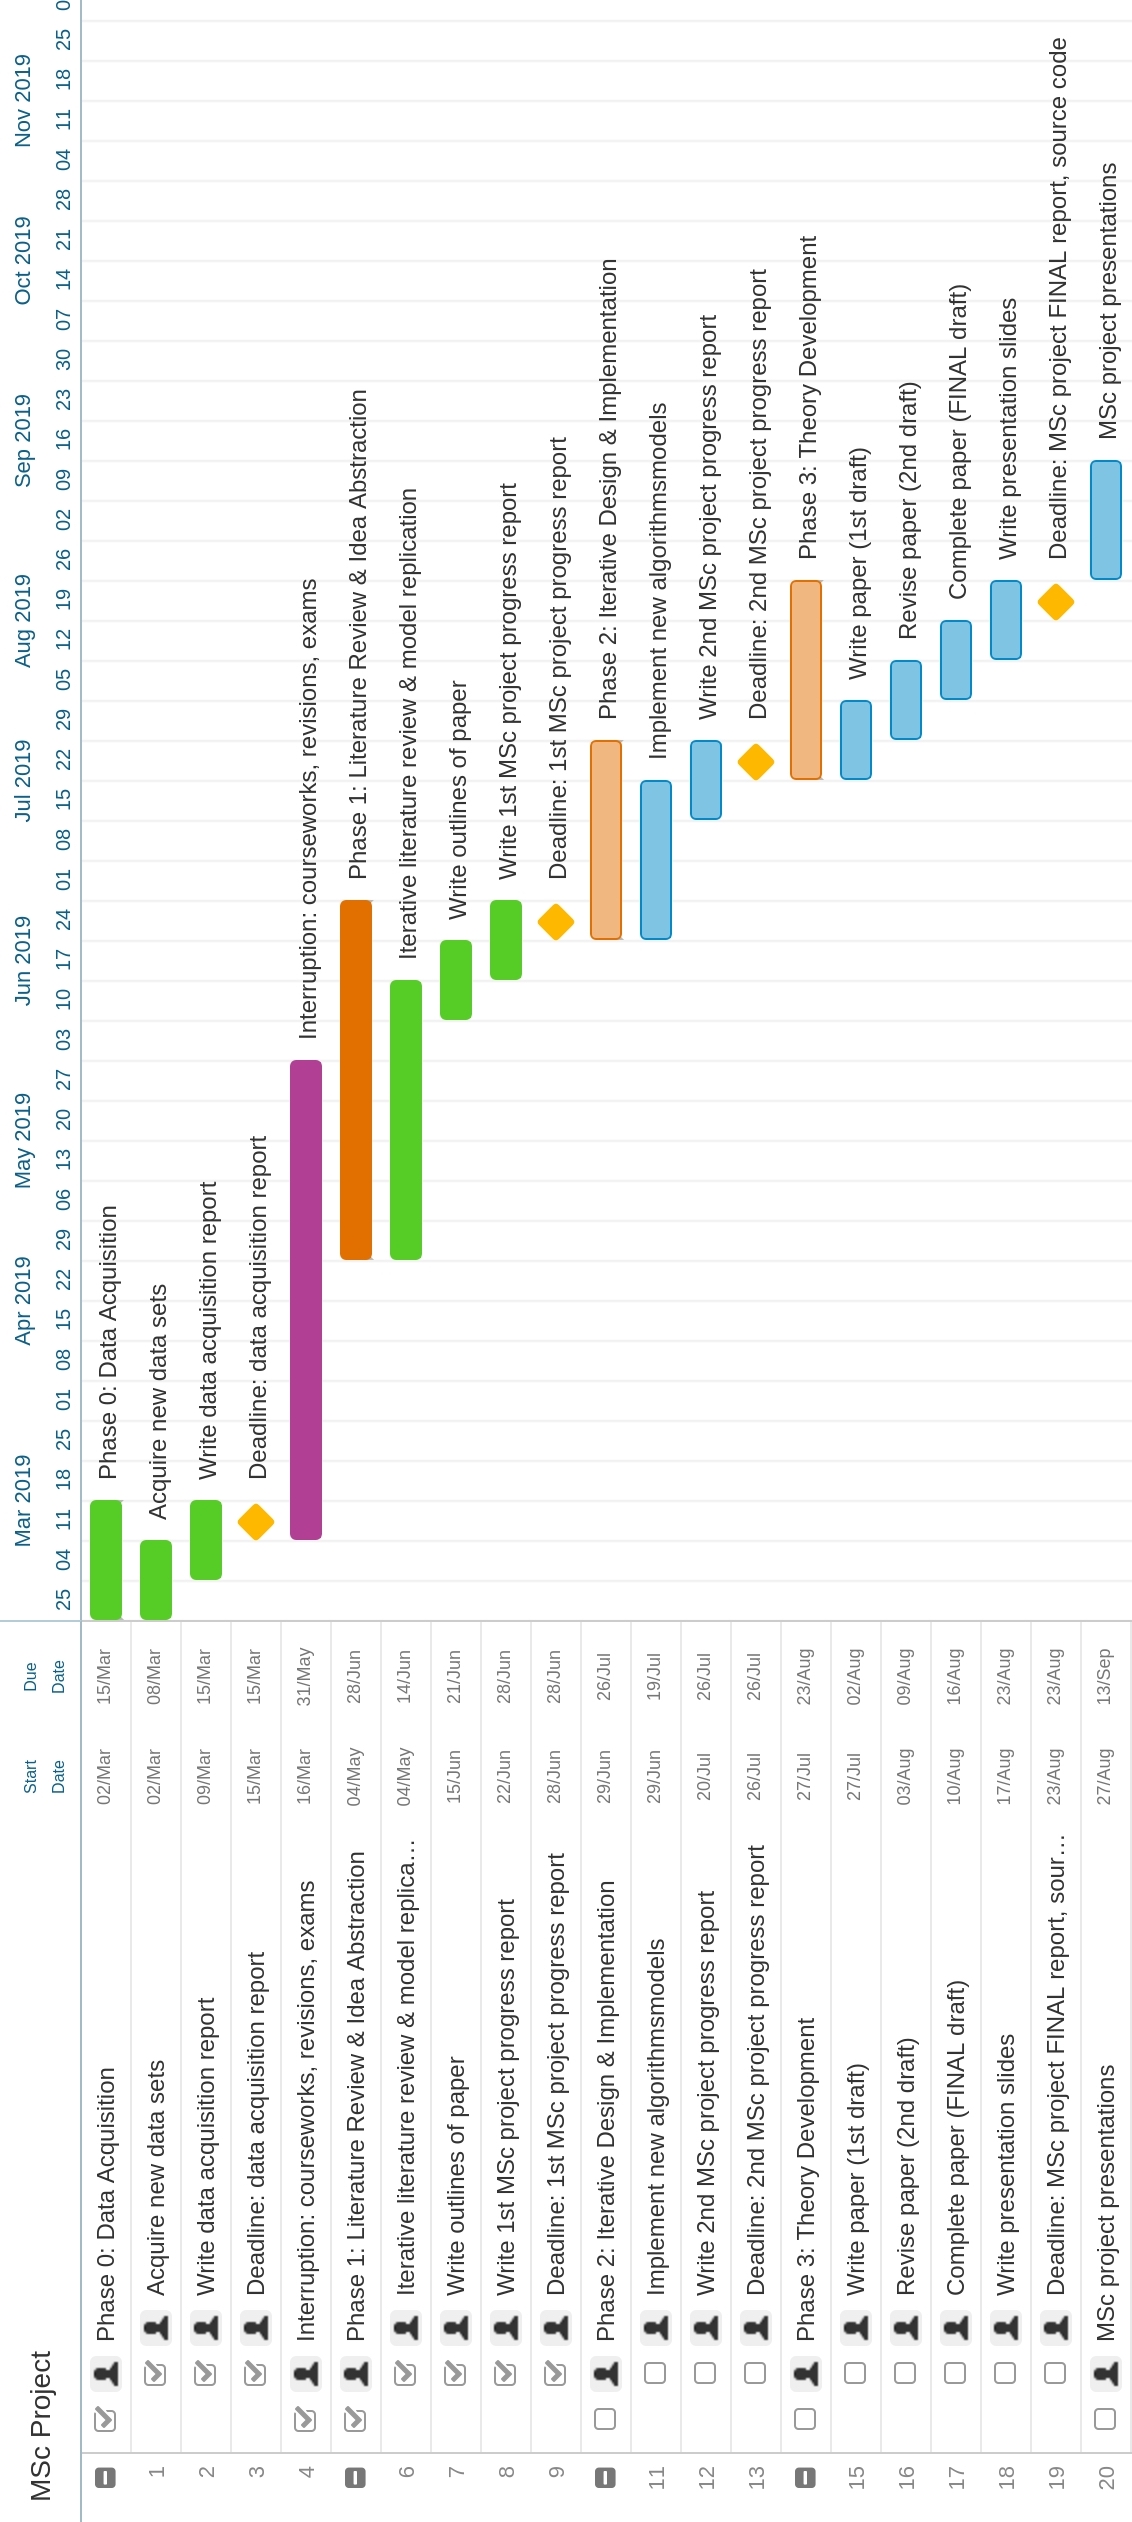 MSc Project
Start Date
Due Date
Mar 2019
Apr 2019
May 2019
Jun 2019
Jul 2019
Aug 2019
Sep 2019
Oct 2019
Nov 2019
25 04 11 18 25 01 08 15 22 29 06 13 20 27 03 10 17 24 01 08 15 22 29 05 12 19 26 02 09 16 23 30 07 14 21 28 04 11 18 25
Phase 0: Data Acquisition 02/Mar 15/Mar Phase 0: Data Acquisition
1 Acquire new data sets 02/Mar 08/Mar Acquire new data sets
2 Write data acquisition report 09/Mar 15/Mar Write data acquisition report
3 Deadline: data acquisition report 15/Mar 15/Mar Deadline: data acquisition report
4 Interruption: courseworks, revisions, exams 16/Mar 31/May Interruption: courseworks, revisions, exams
Phase 1: Literature Review & Idea Abstraction 04/May 28/Jun Phase 1: Literature Review & Idea Abstraction
6 Iterative literature review & model replica… 04/May 14/Jun Iterative literature review & model replication
7 Write outlines of paper 15/Jun 21/Jun Write outlines of paper
8 Write 1st MSc project progress report 22/Jun 28/Jun Write 1st MSc project progress report
9 Deadline: 1st MSc project progress report 28/Jun 28/Jun Deadline: 1st MSc project progress report
Phase 2: Iterative Design & Implementation 29/Jun 26/Jul Phase 2: Iterative Design & Implementation
11 Implement new algorithmsmodels 29/Jun 19/Jul Implement new algorithmsmodels
12 Write 2nd MSc project progress report 20/Jul 26/Jul Write 2nd MSc project progress report
13 Deadline: 2nd MSc project progress report 26/Jul 26/Jul Deadline: 2nd MSc project progress report
Phase 3: Theory Development 27/Jul 23/Aug Phase 3: Theory Development
15 Write paper (1st draft) 27/Jul 02/Aug Write paper (1st draft)
16 Revise paper (2nd draft) 03/Aug 09/Aug Revise paper (2nd draft)
17 Complete paper (FINAL draft) 10/Aug 16/Aug Complete paper (FINAL draft)
18 Write presentation slides 17/Aug 23/Aug Write presentation slides
19 Deadline: MSc project FINAL report, sour… 23/Aug 23/Aug Deadline: MSc project FINAL report, source code
20 MSc project presentations 27/Aug 13/Sep MSc project presentations